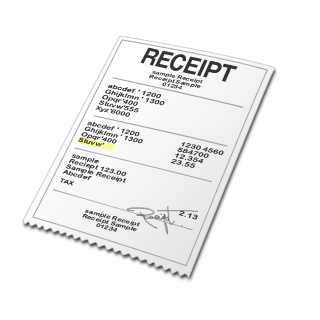 RECEIPT
sample Receipt
Receipt Sample
01234
abcdef ' 1200
Ghijklmn ' 1300
Opqr'400
Stuvw'555
Xyz'6000
abcdef ' 1200
Ghijklmn ' 1300 1230 4560
Opqr'400 584700
Stuvw' 12.354
23.55
sample
Reciept 123.00
Sample Receipt
Abcdef
TAX 2.13
sample Receipt
Receipt Sample
01234